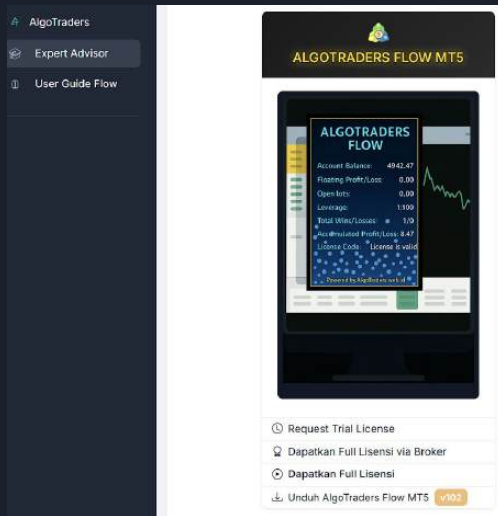 AlgoTraders
Expert Advisor
User Guide Flow
ALGOTRADERS FLOW MT5
ALGOTRADERS
FLOW
Account Balance: 4942.47
Floating Profit/Loss: 0.00
Open lots: 0.00
Leverage: 1:100
Total Wins/Losses: 1/0
Accumulated Profit/Loss: 8.47
License Code: License is valid
Request Trial License
Dapatkan Full Lisensi via Broker
Dapatkan Full Lisensi
Unduh AlgoTraders Flow MT5 v102